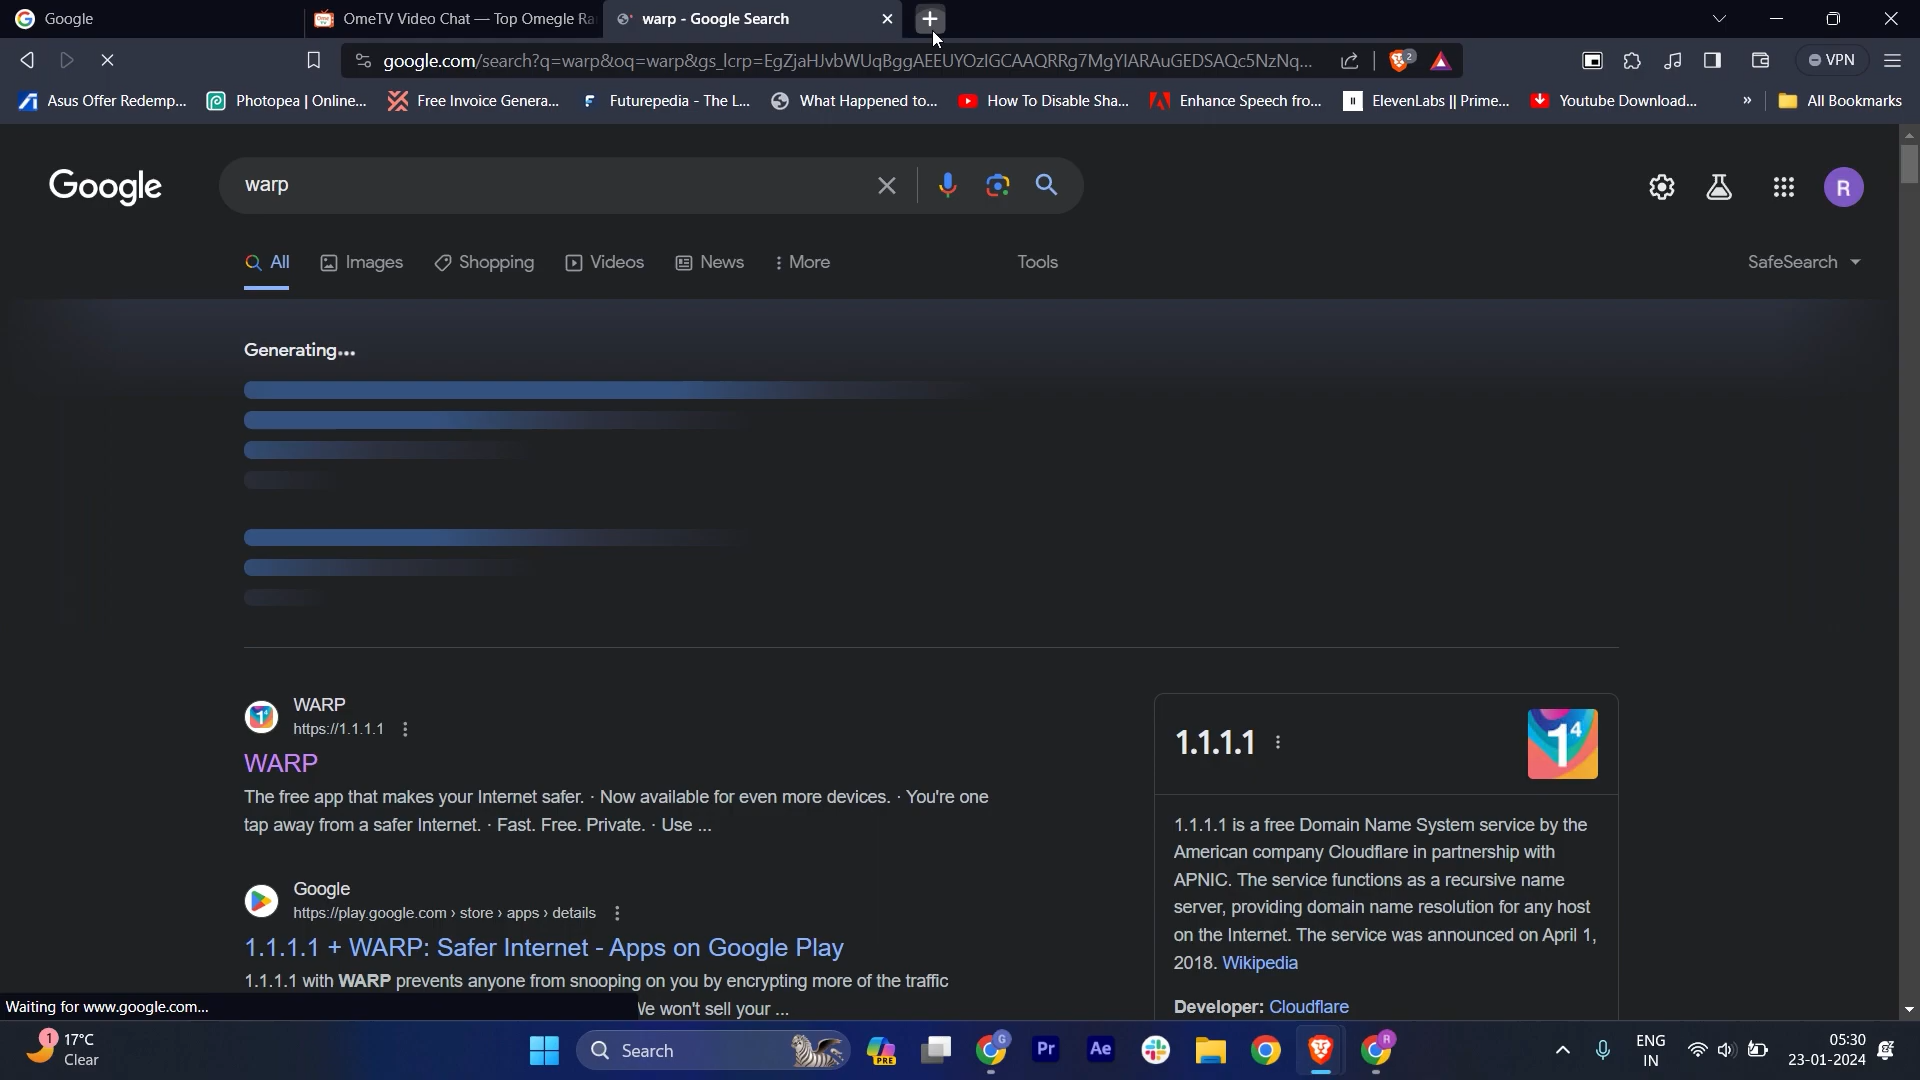 Google
OmeTV Video Chat — Top Omegle Ra
warp - Google Search
google.com/search?q=warp&oq=warp&gs_lcrp=EgZjaHJvbWUqBggAEEUYOzIGCAAQRRg7MgYIARAuGEDSAQc5NzNq...
2
VPN
Asus Offer Redemp...
Photopea | Online...
Free Invoice Genera...
Futurepedia - The L...
What Happened to...
How To Disable Sha...
Enhance Speech fro...
ElevenLabs || Prime...
Youtube Download...
»
All Bookmarks
Google
warp
R
All
Images
Shopping
Videos
News
More
Tools
SafeSearch
Generating...
WARP
https://1.1.1.1
WARP
The free app that makes your Internet safer. · Now available for even more devices. · You're one
tap away from a safer Internet. · Fast. Free. Private. · Use ...
Google
https://play.google.com › store › apps › details
1.1.1.1 + WARP: Safer Internet - Apps on Google Play
1.1.1.1 with WARP prevents anyone from snooping on you by encrypting more of the traffic
We won't sell your ...
1.1.1.1
1.1.1.1 is a free Domain Name System service by the
American company Cloudflare in partnership with
APNIC. The service functions as a recursive name
server, providing domain name resolution for any host
on the Internet. The service was announced on April 1,
2018. Wikipedia
Developer: Cloudflare
Waiting for www.google.com...
1
17°C
Clear
Search
PRE
G
Pr
Ae
R
ENG
IN
05:30
23-01-2024